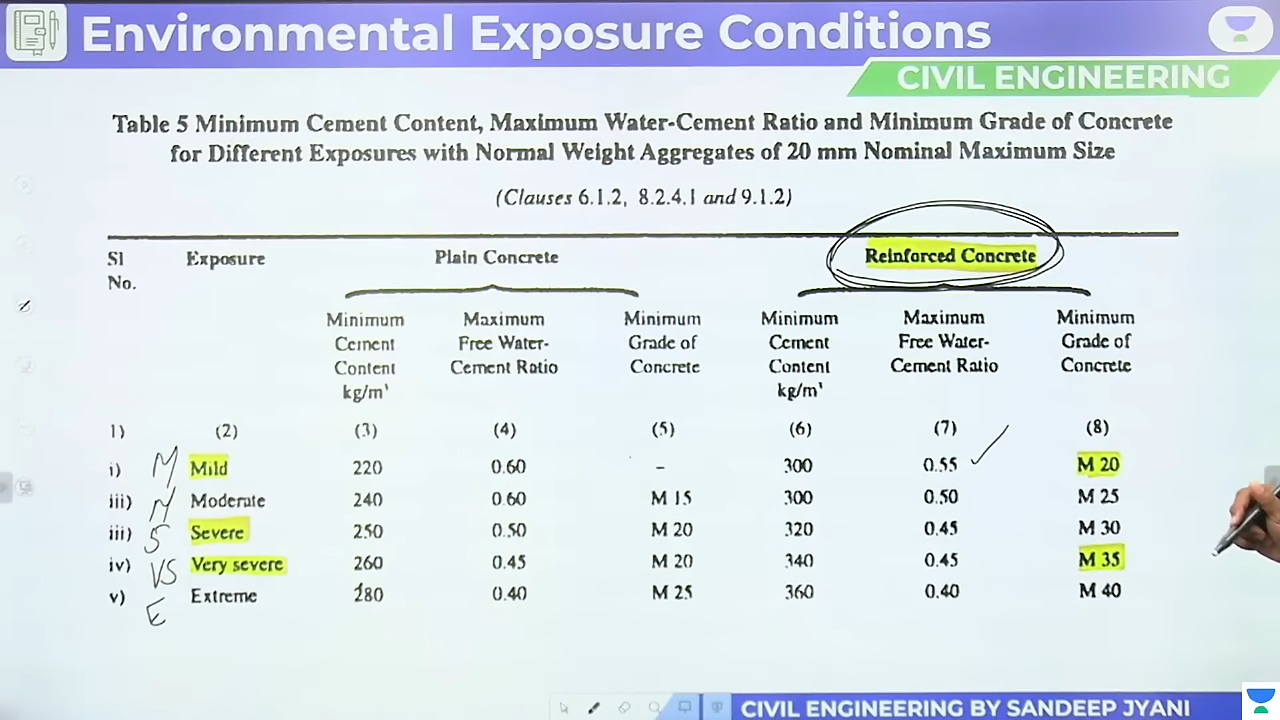 Environmental Exposure Conditions
CIVIL ENGINEERING
Table 5 Minimum Cement Content, Maximum Water-Cement Ratio and Minimum Grade of Concrete
for Different Exposures with Normal Weight Aggregates of 20 mm Nominal Maximum Size
(Clauses 6.1.2, 8.2.4.1 and 9.1.2)
Sl Exposure Plain Concrete Reinforced Concrete
No.
Minimum Maximum Minimum Minimum Maximum Minimum
Cement Free Water- Grade of Cement Free Water- Grade of
Content Cement Ratio Concrete Content Cement Ratio Concrete
kg/m³ kg/m³
1) (2) (3) (4) (5) (6) (7) (8)
i) M Mild 220 0.60 – 300 0.55 M 20
iii) M Moderate 240 0.60 M 15 300 0.50 M 25
iii) S Severe 250 0.50 M 20 320 0.45 M 30
iv) VS Very severe 260 0.45 M 20 340 0.45 M 35
v) E Extreme 280 0.40 M 25 360 0.40 M 40
CIVIL ENGINEERING BY SANDEEP JYANI